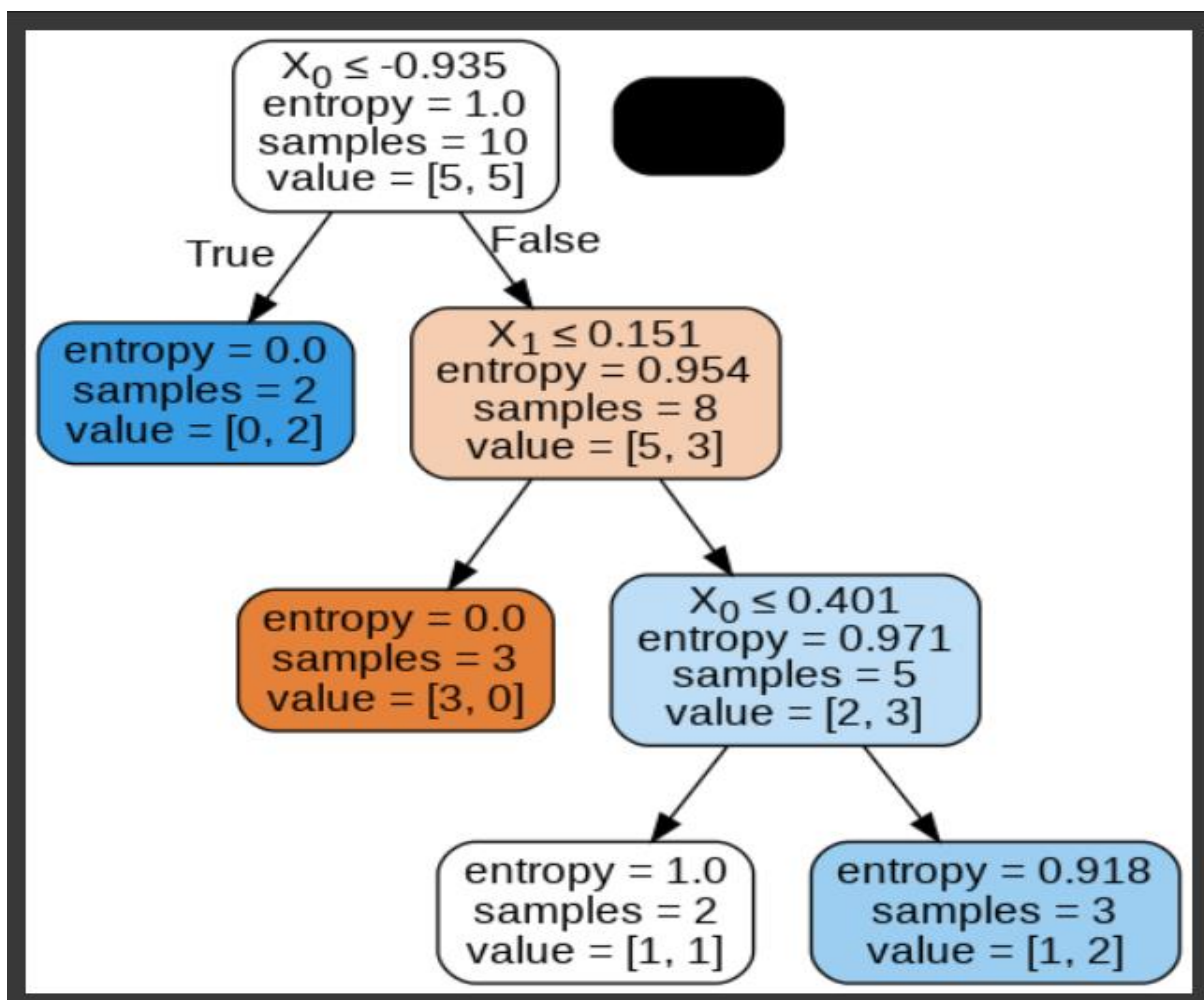 X₀ ≤ -0.935
entropy = 1.0
samples = 10
value = [5, 5]
True
False
entropy = 0.0
samples = 2
value = [0, 2]
X₁ ≤ 0.151
entropy = 0.954
samples = 8
value = [5, 3]
entropy = 0.0
samples = 3
value = [3, 0]
X₀ ≤ 0.401
entropy = 0.971
samples = 5
value = [2, 3]
entropy = 1.0
samples = 2
value = [1, 1]
entropy = 0.918
samples = 3
value = [1, 2]